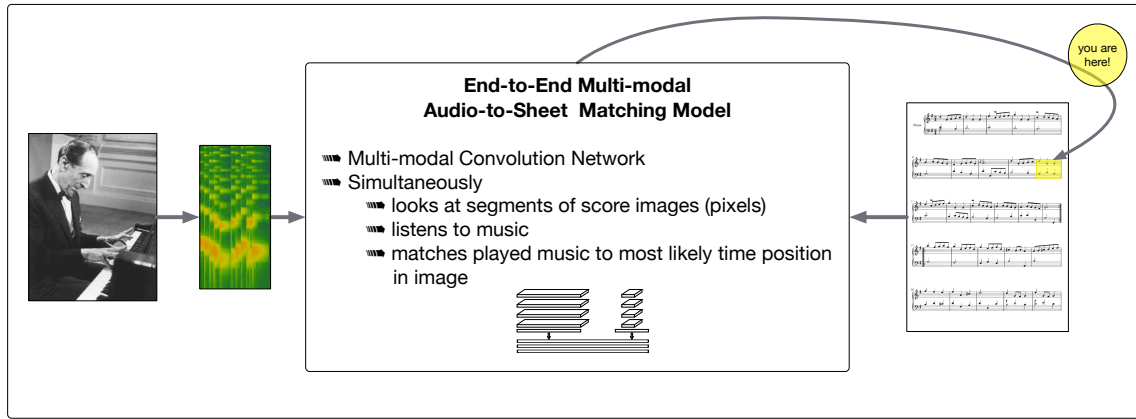 you are
here!
End-to-End Multi-modal
Audio-to-Sheet Matching Model
Multi-modal Convolution Network
Simultaneously
looks at segments of score images (pixels)
listens to music
matches played music to most likely time position
in image